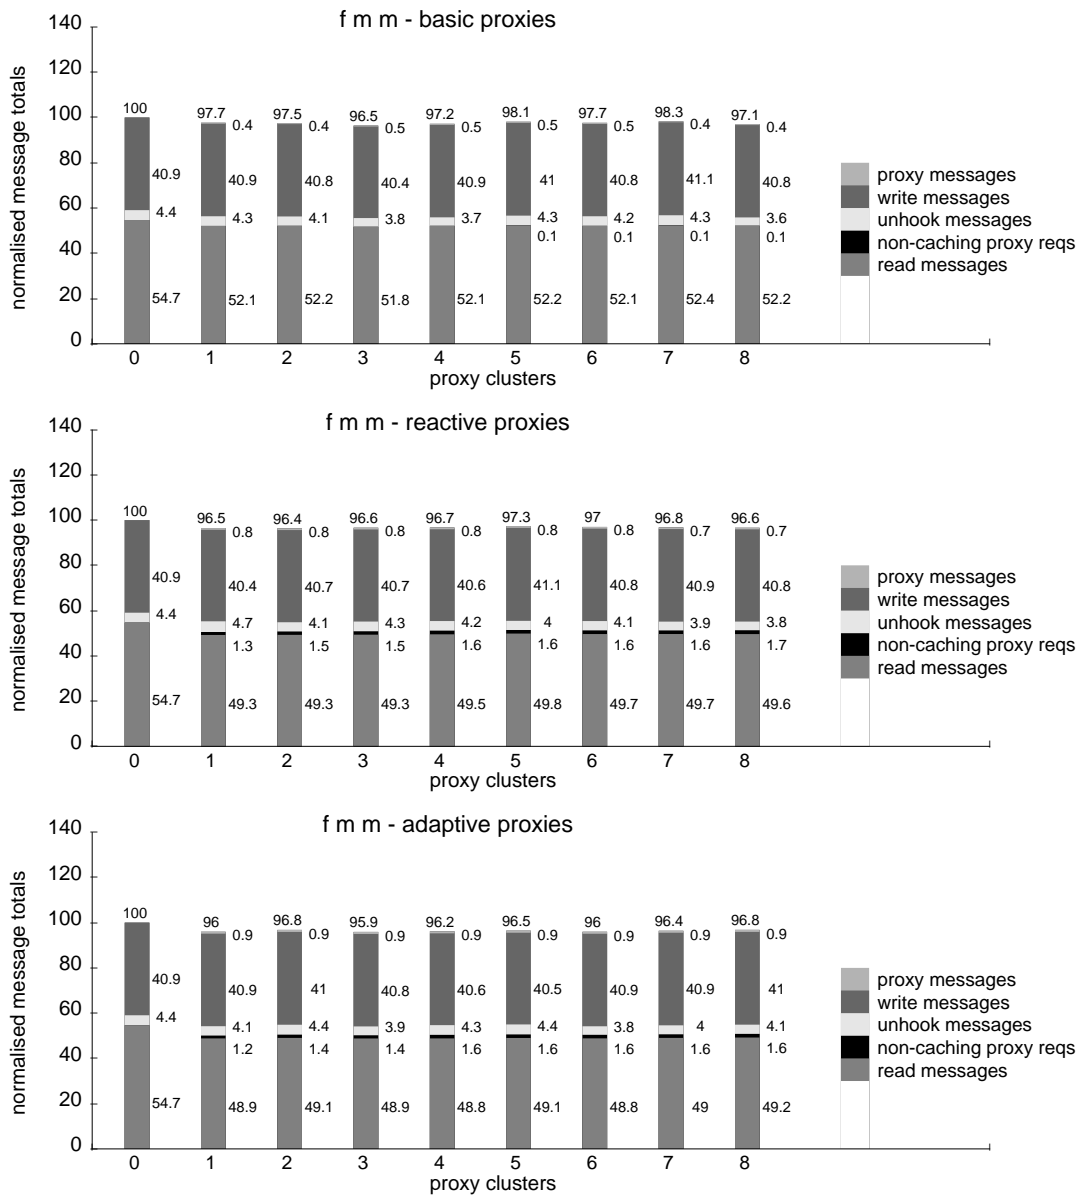 f m m - basic proxies
normalised message totals
140
120
100
80
60
40
20
0
100 97.7 97.5 96.5 97.2 98.1 97.7 98.3 97.1
0.4 0.4 0.5 0.5 0.5 0.5 0.4 0.4
40.9 40.9 40.8 40.4 40.9 41 40.8 41.1 40.8
4.4 4.3 4.1 3.8 3.7 4.3 4.2 4.3 3.6
0.1 0.1 0.1 0.1
54.7 52.1 52.2 51.8 52.1 52.2 52.1 52.4 52.2
0 1 2 3 4 5 6 7 8
proxy clusters
proxy messages
write messages
unhook messages
non-caching proxy reqs
read messages
f m m - reactive proxies
normalised message totals
140
120
100
80
60
40
20
0
100 96.5 96.4 96.6 96.7 97.3 97 96.8 96.6
0.8 0.8 0.8 0.8 0.8 0.8 0.7 0.7
40.9 40.4 40.7 40.7 40.6 41.1 40.8 40.9 40.8
4.4 4.7 4.1 4.3 4.2 4 4.1 3.9 3.8
1.3 1.5 1.5 1.6 1.6 1.6 1.6 1.7
54.7 49.3 49.3 49.3 49.5 49.8 49.7 49.7 49.6
0 1 2 3 4 5 6 7 8
proxy clusters
proxy messages
write messages
unhook messages
non-caching proxy reqs
read messages
f m m - adaptive proxies
normalised message totals
140
120
100
80
60
40
20
0
100 96 96.8 95.9 96.2 96.5 96 96.4 96.8
0.9 0.9 0.9 0.9 0.9 0.9 0.9 0.9
40.9 40.9 41 40.8 40.6 40.5 40.9 40.9 41
4.4 4.1 4.4 3.9 4.3 4.4 3.8 4 4.1
1.2 1.4 1.4 1.6 1.6 1.6 1.6 1.6
54.7 48.9 49.1 48.9 48.8 49.1 48.8 49 49.2
0 1 2 3 4 5 6 7 8
proxy clusters
proxy messages
write messages
unhook messages
non-caching proxy reqs
read messages